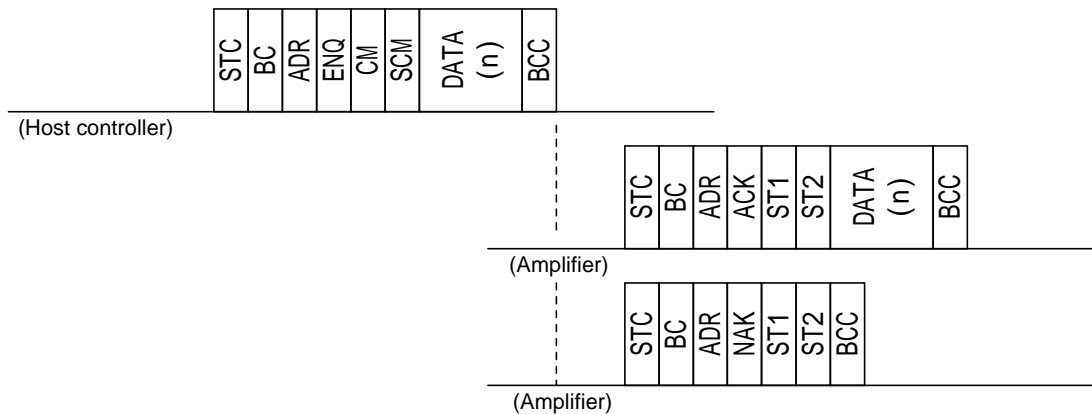 STC BC ADR ENQ CM SCM DATA (n) BCC
(Host controller)
STC BC ADR ACK ST1 ST2 DATA (n) BCC
(Amplifier)
STC BC ADR NAK ST1 ST2 BCC
(Amplifier)